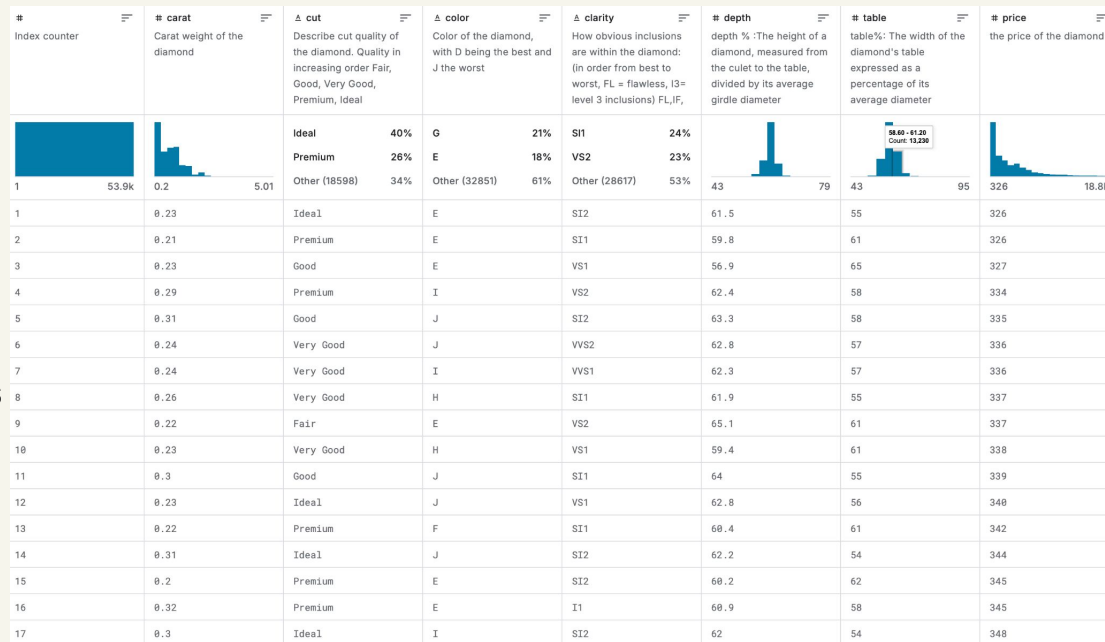 # # carat A cut A color A clarity # depth # table # price
Index counter
Carat weight of the
diamond
Describe cut quality of
the diamond. Quality in
increasing order Fair,
Good, Very Good,
Premium, Ideal
Color of the diamond,
with D being the best and
J the worst
How obvious inclusions
are within the diamond:
(in order from best to
worst, FL = flawless, I3=
level 3 inclusions) FL,IF,
depth % :The height of a
diamond, measured from
the culet to the table,
divided by its average
girdle diameter
table%: The width of the
diamond's table
expressed as a
percentage of its
average diameter
the price of the diamond
1 53.9k
0.2 5.01
Ideal 40%
Premium 26%
Other (18598) 34%
G 21%
E 18%
Other (32851) 61%
SI1 24%
VS2 23%
Other (28617) 53%
43 79
58.60 - 61.20
Count: 13,230
43 95
326 18.8k
1 0.23 Ideal E SI2 61.5 55 326
2 0.21 Premium E SI1 59.8 61 326
3 0.23 Good E VS1 56.9 65 327
4 0.29 Premium I VS2 62.4 58 334
5 0.31 Good J SI2 63.3 58 335
6 0.24 Very Good J VVS2 62.8 57 336
7 0.24 Very Good I VVS1 62.3 57 336
8 0.26 Very Good H SI1 61.9 55 337
9 0.22 Fair E VS2 65.1 61 337
10 0.23 Very Good H VS1 59.4 61 338
11 0.3 Good J SI1 64 55 339
12 0.23 Ideal J VS1 62.8 56 340
13 0.22 Premium F SI1 60.4 61 342
14 0.31 Ideal J SI2 62.2 54 344
15 0.2 Premium E SI2 60.2 62 345
16 0.32 Premium E I1 60.9 58 345
17 0.3 Ideal I SI2 62 54 348